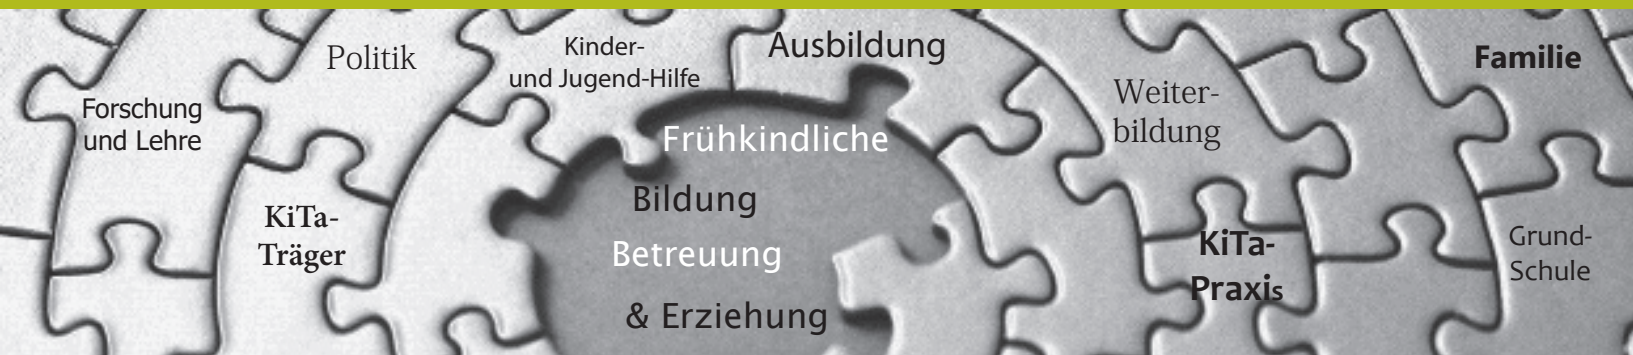 Forschung
und Lehre
Politik
KiTa-
Träger
Kinder-
und Jugend-Hilfe
Ausbildung
Frühkindliche
Bildung
Betreuung
& Erziehung
Weiter-
bildung
KiTa-
Praxis
Familie
Grund-
Schule